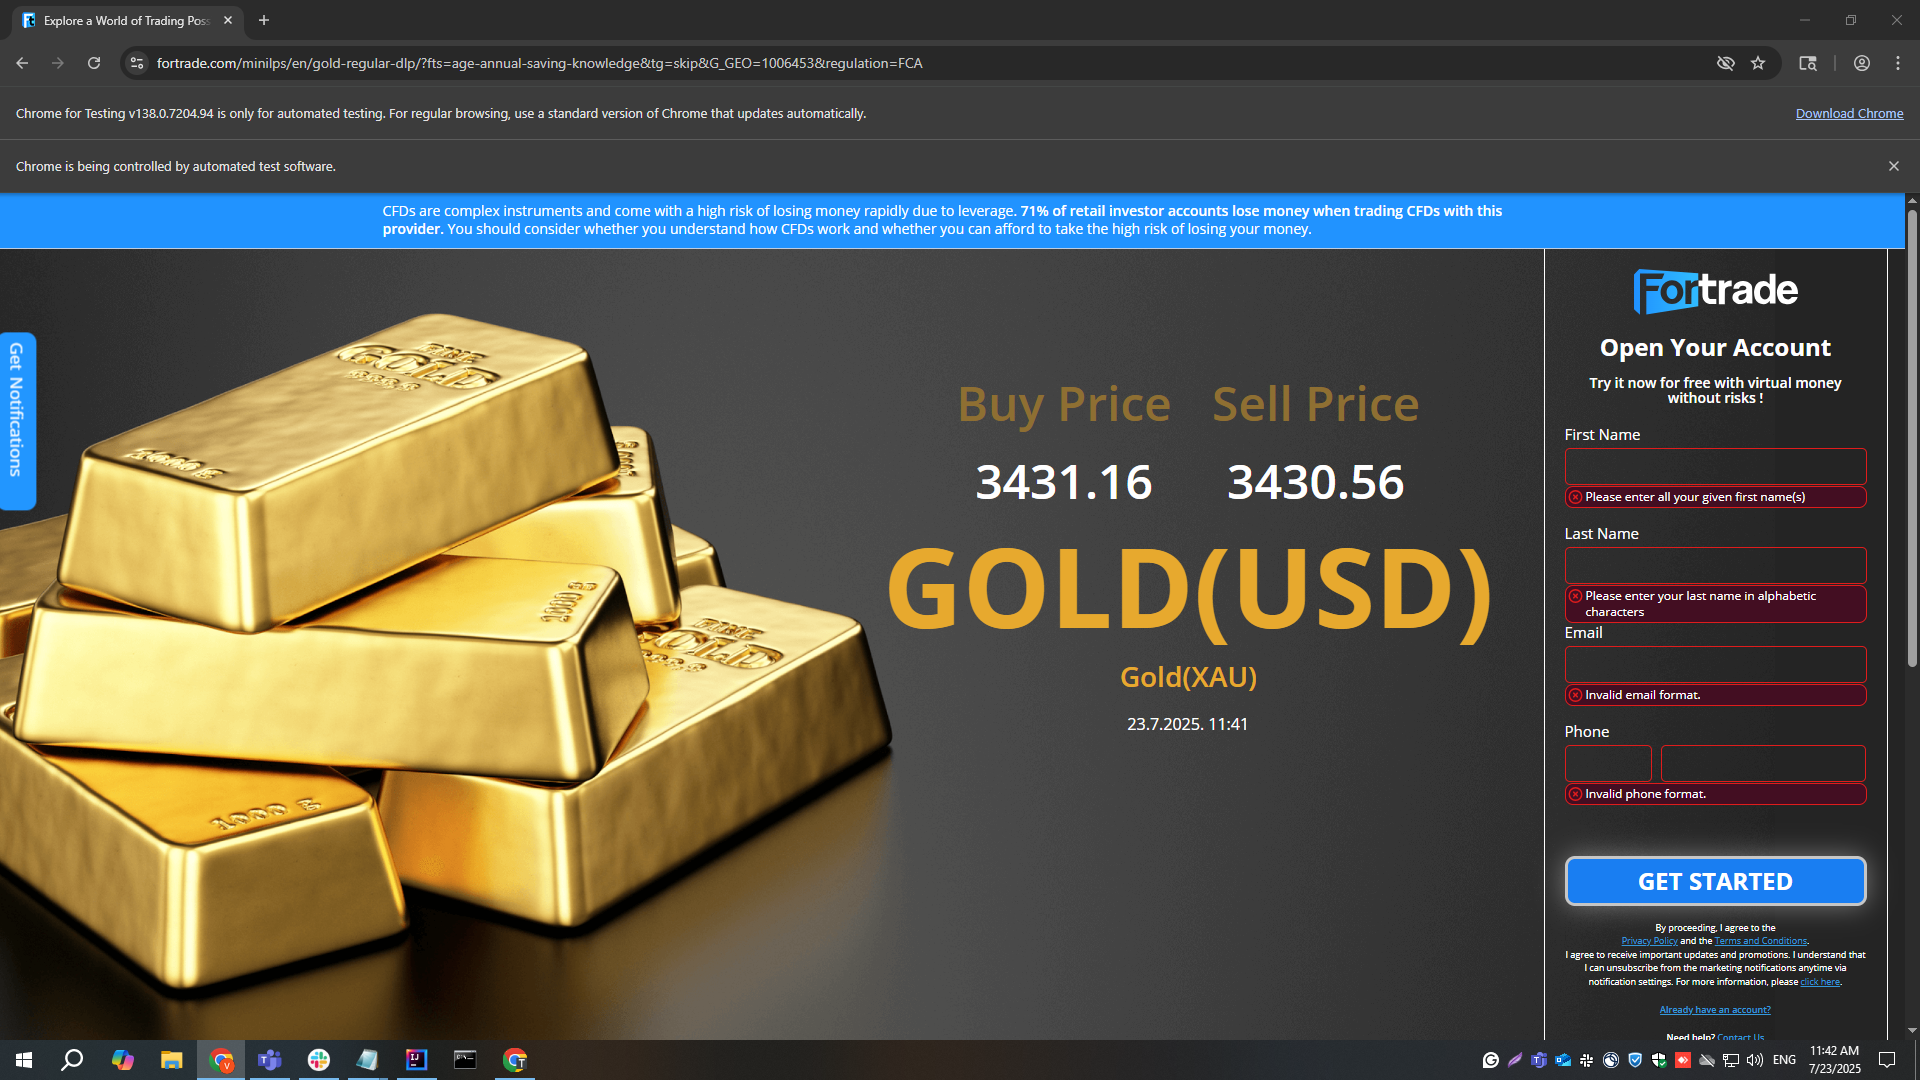 Explore a World of Trading Pos
fortrade.com/minilps/en/gold-regular-dlp/?fts=age-annual-saving-knowledge&tg=skip&G_GEO=1006453&regulation=FCA
Chrome for Testing v138.0.7204.94 is only for automated testing. For regular browsing, use a standard version of Chrome that updates automatically.
Download Chrome
Chrome is being controlled by automated test software.
CFDs are complex instruments and come with a high risk of losing money rapidly due to leverage. 71% of retail investor accounts lose money when trading CFDs with this
provider. You should consider whether you understand how CFDs work and whether you can afford to take the high risk of losing your money.
Get Notifications
FINE
GOLD
999.9
1000 g
1000 g
FINE
GOLD
1000 g
Buy Price Sell Price
3431.16 3430.56
GOLD(USD)
Gold(XAU)
23.7.2025. 11:41
Fortrade
Open Your Account
Try it now for free with virtual money
without risks !
First Name
Please enter all your given first name(s)
Last Name
Please enter your last name in alphabetic
characters
Email
Invalid email format.
Phone
Invalid phone format.
GET STARTED
By proceeding, I agree to the
Privacy Policy and the Terms and Conditions.
I agree to receive important updates and promotions. I understand that
I can unsubscribe from the marketing notifications anytime via
notification settings. For more information, please click here.
Already have an account?
Need help? Contact Us
ENG
11:42 AM
7/23/2025